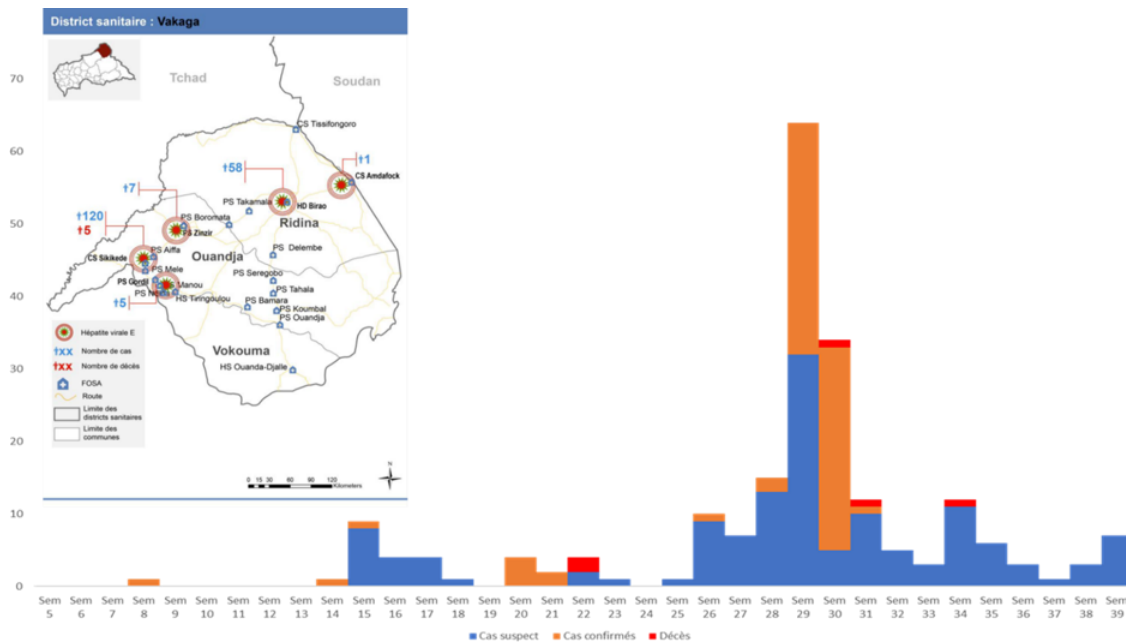 District sanitaire : Vakaga
Tchad
Soudan
CS Tissifongoro
†58
†1
CS Amdafock
†7
PS Takamala
HD Birao
†120
†5
PS Boromata
PS Zinzir
Ridina
Ouandja
PS Delembe
CS Sikikede
PS Aiffa
PS Mele
PS Seregobo
PS Gordil
PS Manou
PS Tahala
HS Tiringoulou
†5
PS Bamara
PS Koumbal
PS Ouandja
Vokouma
HS Ouanda-Djalle
Hépatite virale E
†xx Nombre de cas
†xx Nombre de décès
FOSA
Route
Limite des
districts sanitaires
Limite des
communes
N
0 15 30 60 90 120
Kilometers
70
60
50
40
30
20
10
0
Sem Sem Sem Sem Sem Sem Sem Sem Sem Sem Sem Sem Sem Sem Sem Sem Sem Sem Sem Sem Sem Sem Sem Sem Sem Sem Sem Sem Sem Sem Sem Sem Sem Sem Sem
5 6 7 8 9 10 11 12 13 14 15 16 17 18 19 20 21 22 23 24 25 26 27 28 29 30 31 32 33 34 35 36 37 38 39
Cas suspect Cas confirmés Décès